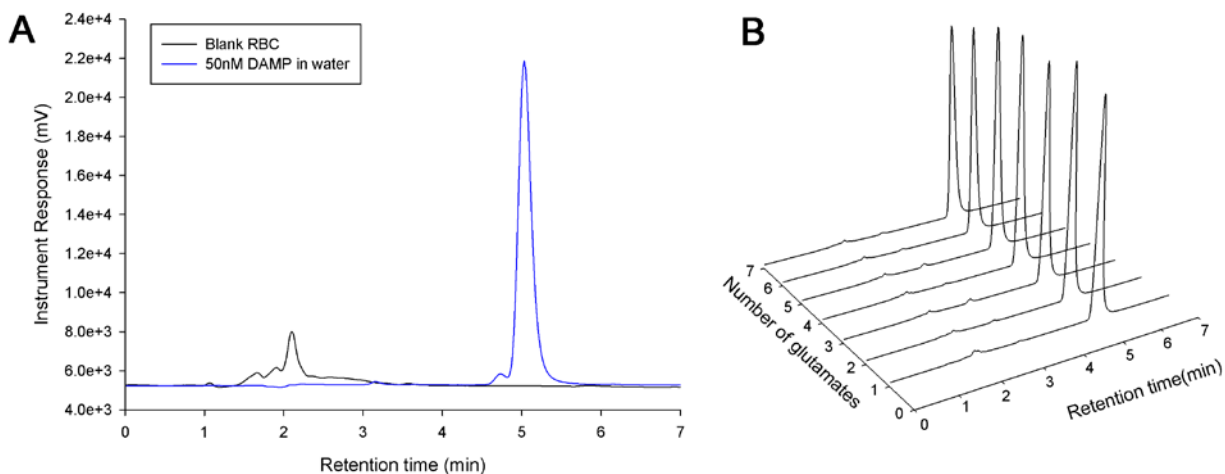 A
2.4e+4
2.2e+4
2.0e+4
1.8e+4
1.6e+4
1.4e+4
1.2e+4
1.0e+4
8.0e+3
6.0e+3
4.0e+3
Instrument Response (mV)
Blank RBC
50nM DAMP in water
0 1 2 3 4 5 6 7
Retention time (min)
B
7
6
5
4
3
2
1
0
Number of glutamates
0 1 2 3 4 5 6 7
Retention time(min)